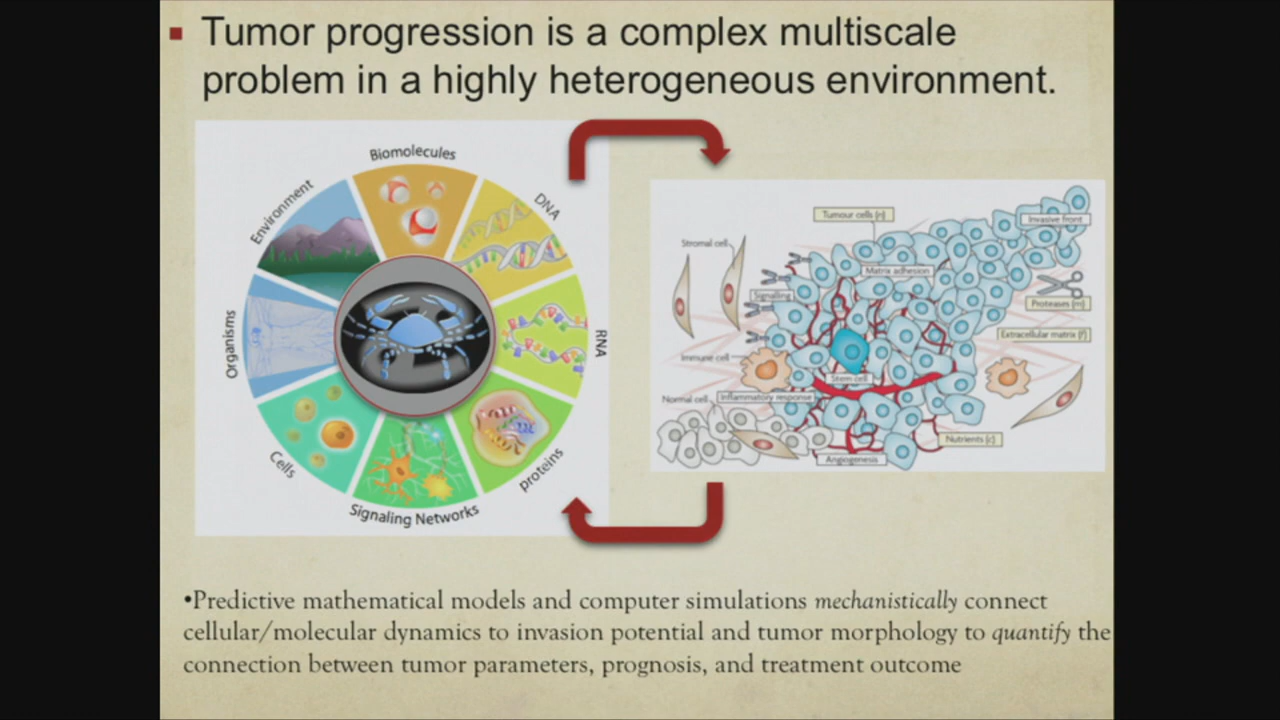 Tumor progression is a complex multiscale
problem in a highly heterogeneous environment.
Biomolecules
DNA
RNA
proteins
Signaling Networks
Cells
Organisms
Environment
Tumour cells (n)
Invasive front
Stromal cell
Matrix adhesion
Signalling
Proteases (m)
Extracellular matrix (f)
Immune cell
Stem cell
Normal cell
Inflammatory response
Nutrients (c)
Angiogenesis
•Predictive mathematical models and computer simulations mechanistically connect
cellular/molecular dynamics to invasion potential and tumor morphology to quantify the
connection between tumor parameters, prognosis, and treatment outcome